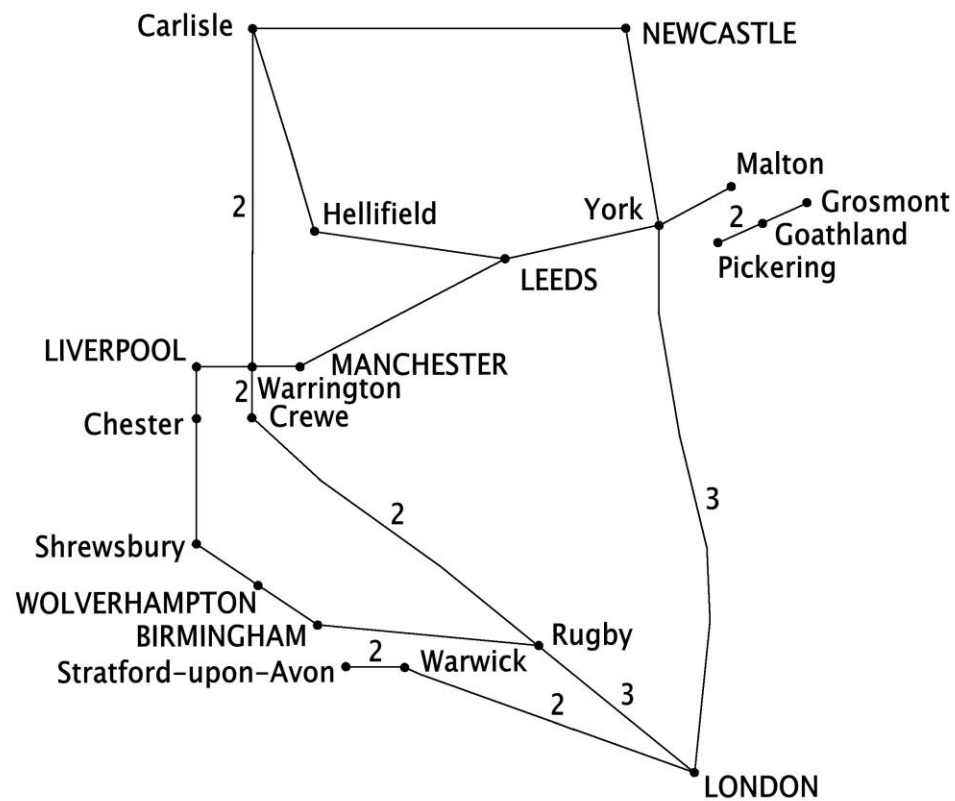 Carlisle
NEWCASTLE
Malton
2
Hellifield
York
2
Grosmont
Goathland
Pickering
LEEDS
LIVERPOOL
MANCHESTER
2
Warrington
Chester
Crewe
3
2
Shrewsbury
WOLVERHAMPTON
BIRMINGHAM
Rugby
2
Warwick
Stratford-upon-Avon
2
3
LONDON